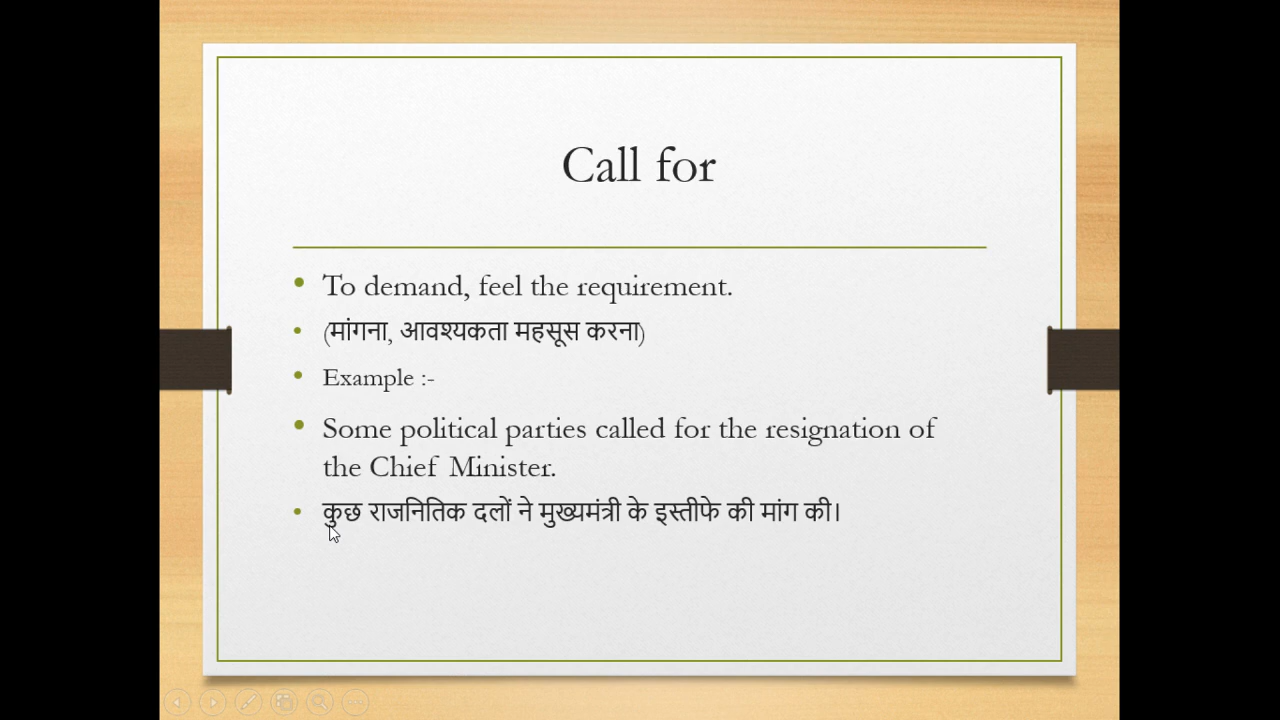 Call for
• To demand, feel the requirement.
• (मांगना, आवश्यकता महसूस करना)
• Example :-
• Some political parties called for the resignation of
the Chief Minister.
• कुछ राजनितिक दलों ने मुख्यमंत्री के इस्तीफे की मांग की।